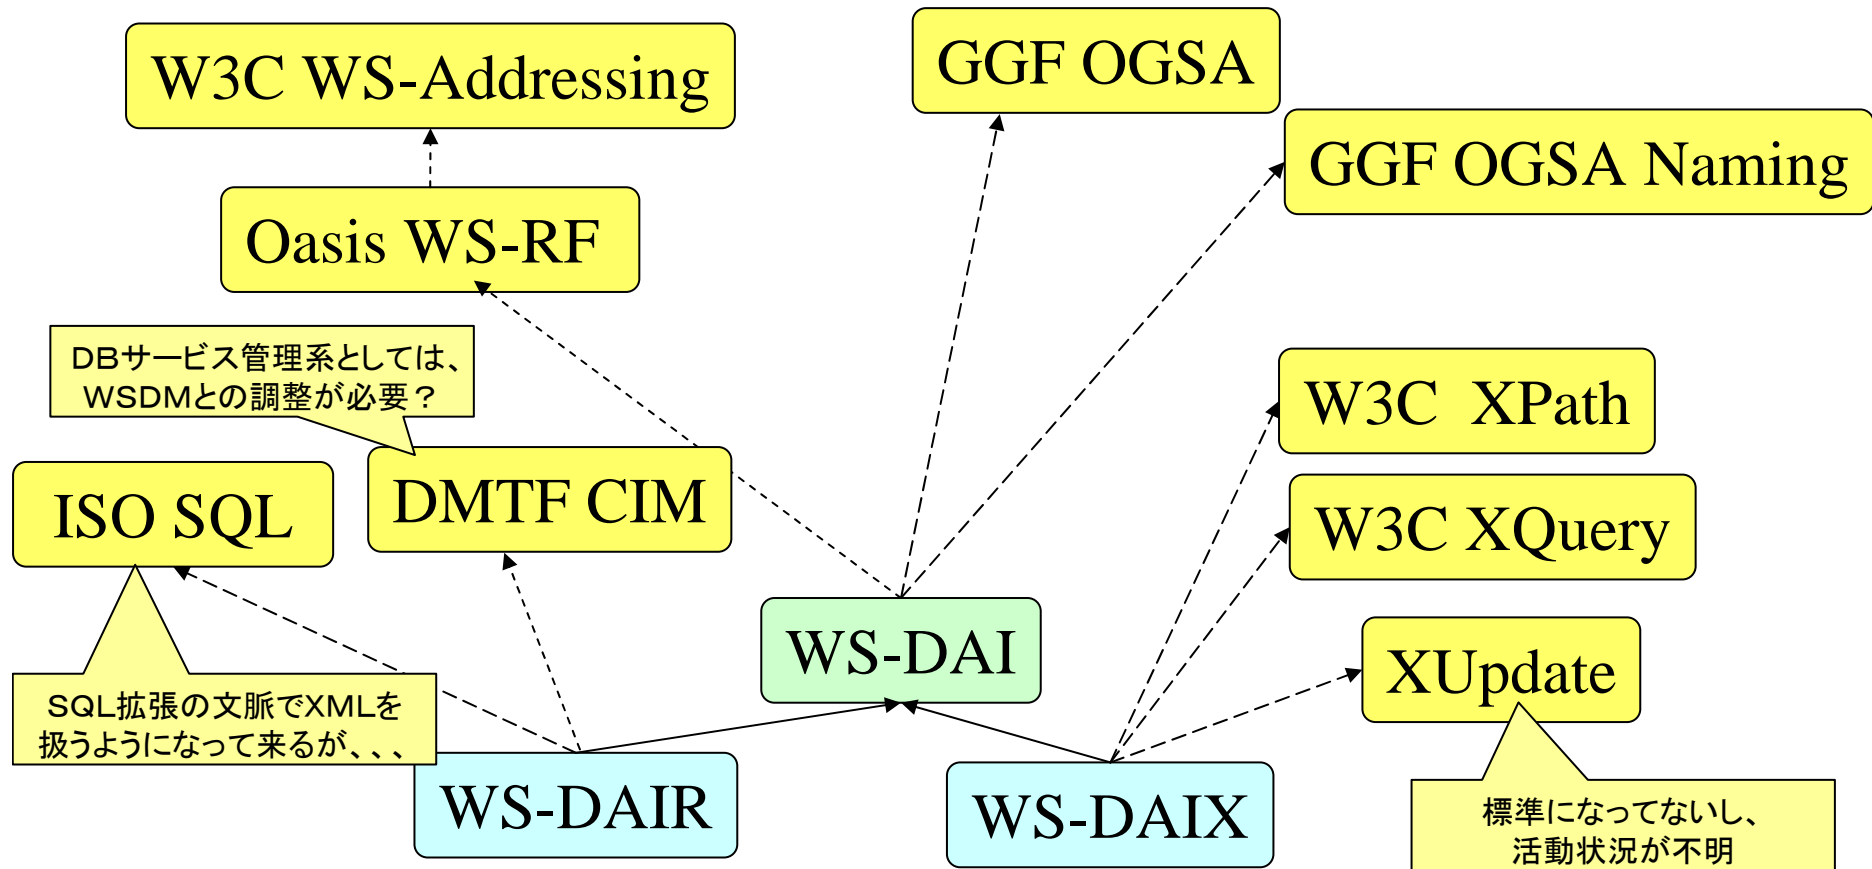 W3C WS-Addressing
GGF OGSA
GGF OGSA Naming
Oasis WS-RF
DBサービス管理系としては、
WSDMとの調整が必要？
W3C XPath
ISO SQL
DMTF CIM
W3C XQuery
WS-DAI
XUpdate
SQL拡張の文脈でXMLを
扱うようになって来るが、、、
WS-DAIR
WS-DAIX
標準になってないし、
活動状況が不明